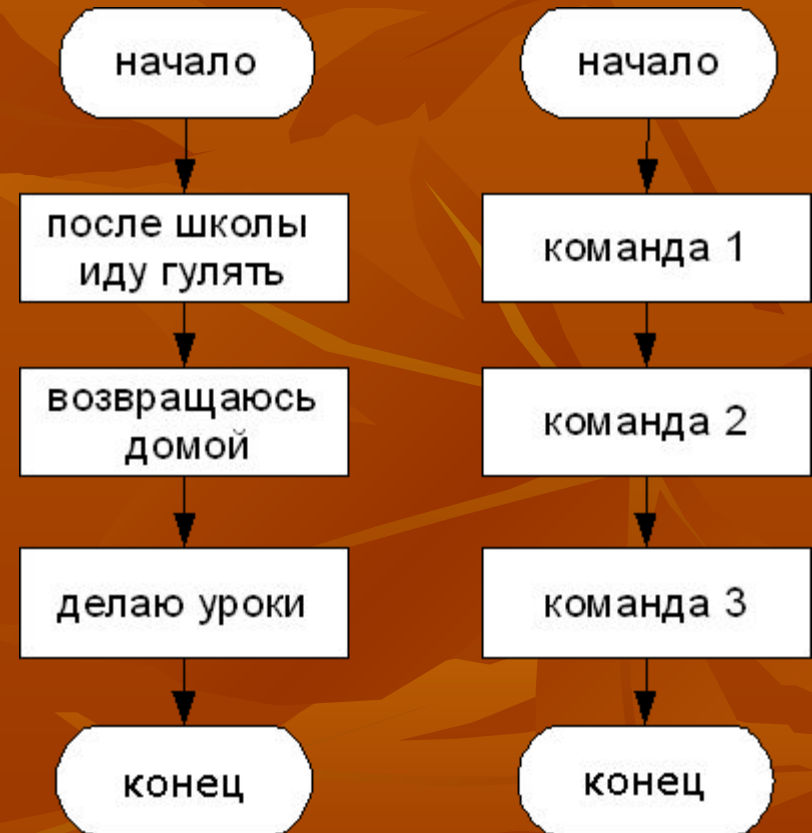 начало
после школы
иду гулять
возвращаюсь
домой
делаю уроки
конец
начало
команда 1
команда 2
команда 3
конец